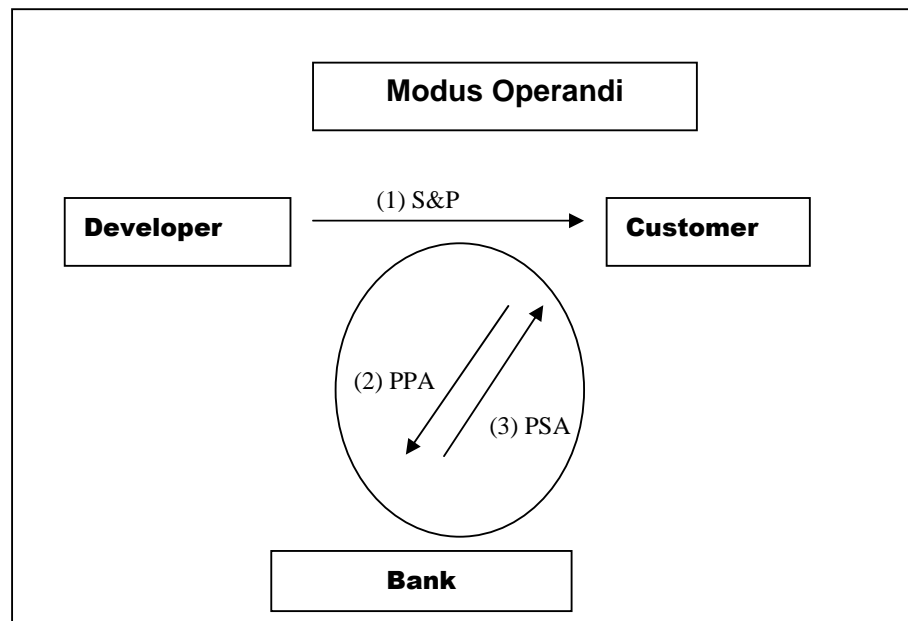 Modus Operandi
(1) S&P
Developer
Customer
(2) PPA
(3) PSA
Bank